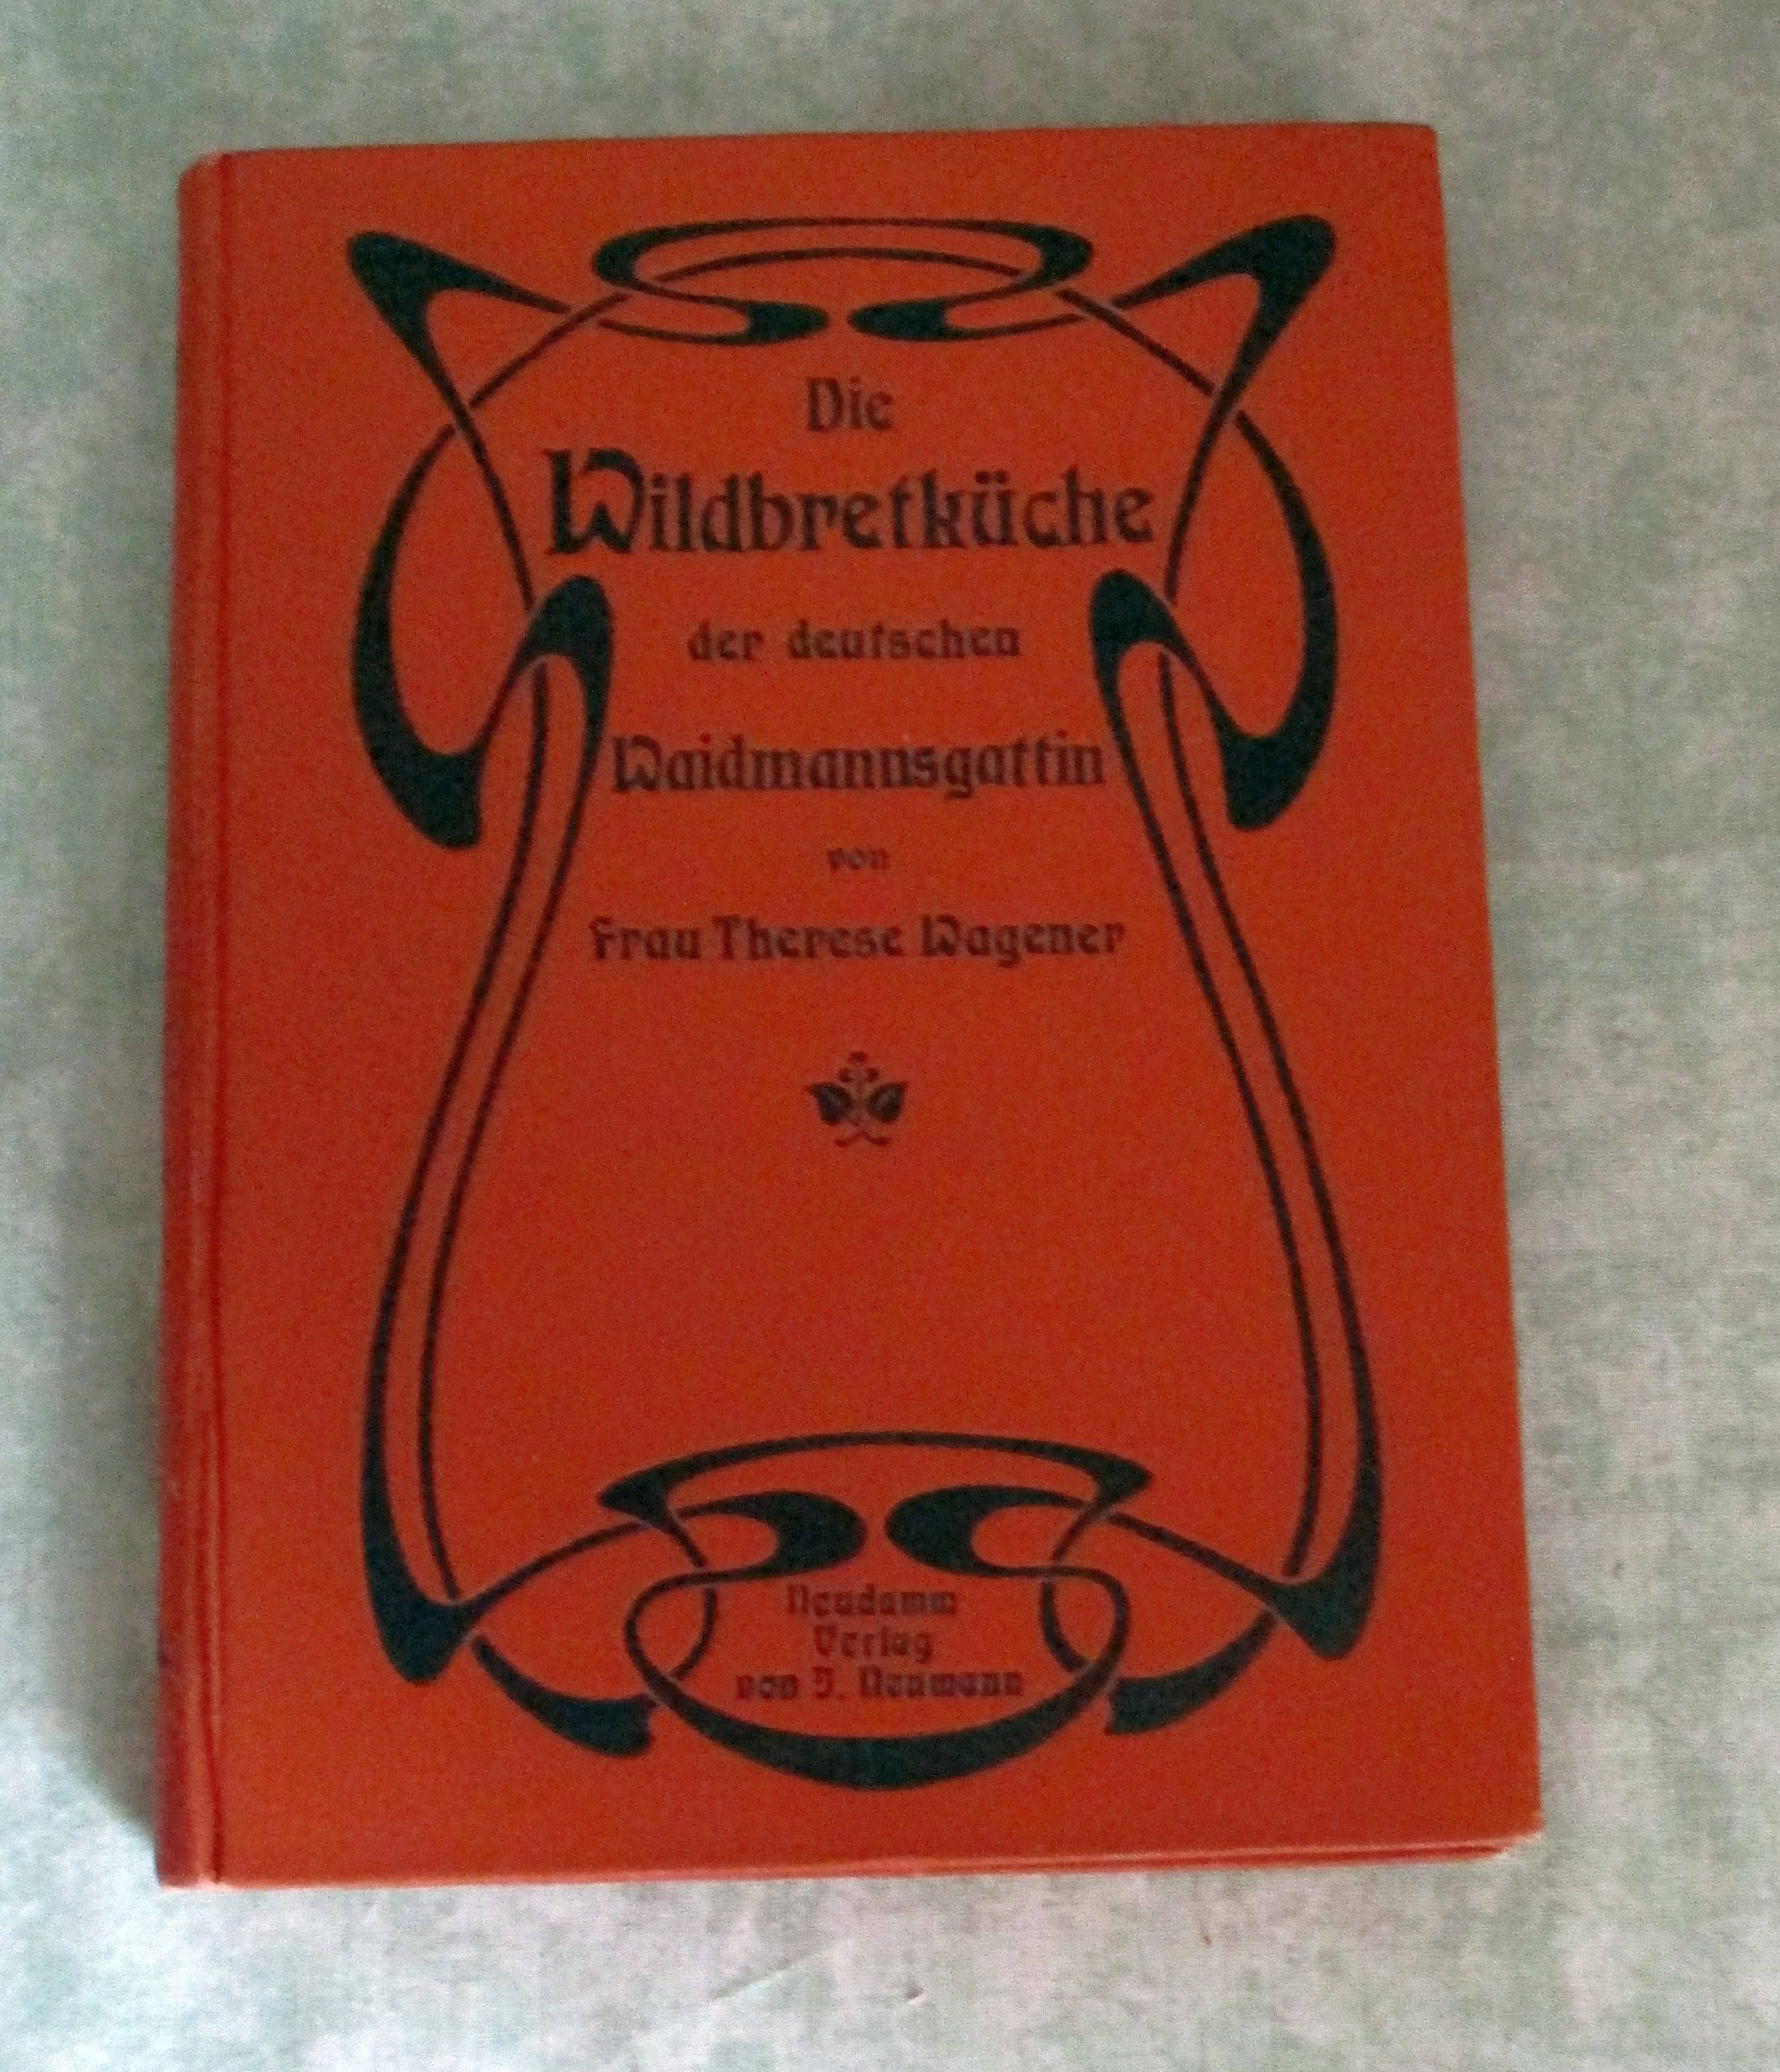 Die
Wildbretküche
der deutschen
Waidmannsgattin
von
Frau Therese Wagener
Neudamm
Verlag
von J. Neumann